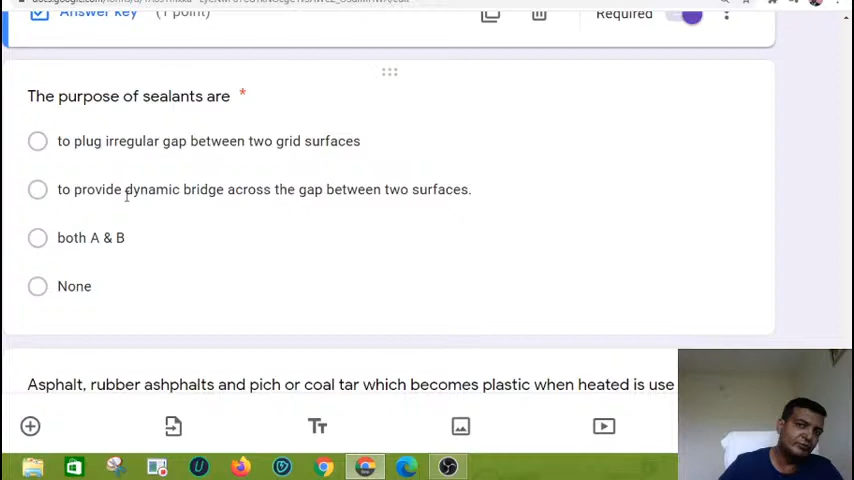 Answer key (1 point)
Required
The purpose of sealants are *
to plug irregular gap between two grid surfaces
to provide dynamic bridge across the gap between two surfaces.
both A & B
None
Asphalt, rubber ashphalts and pich or coal tar which becomes plastic when heated is use
Tт